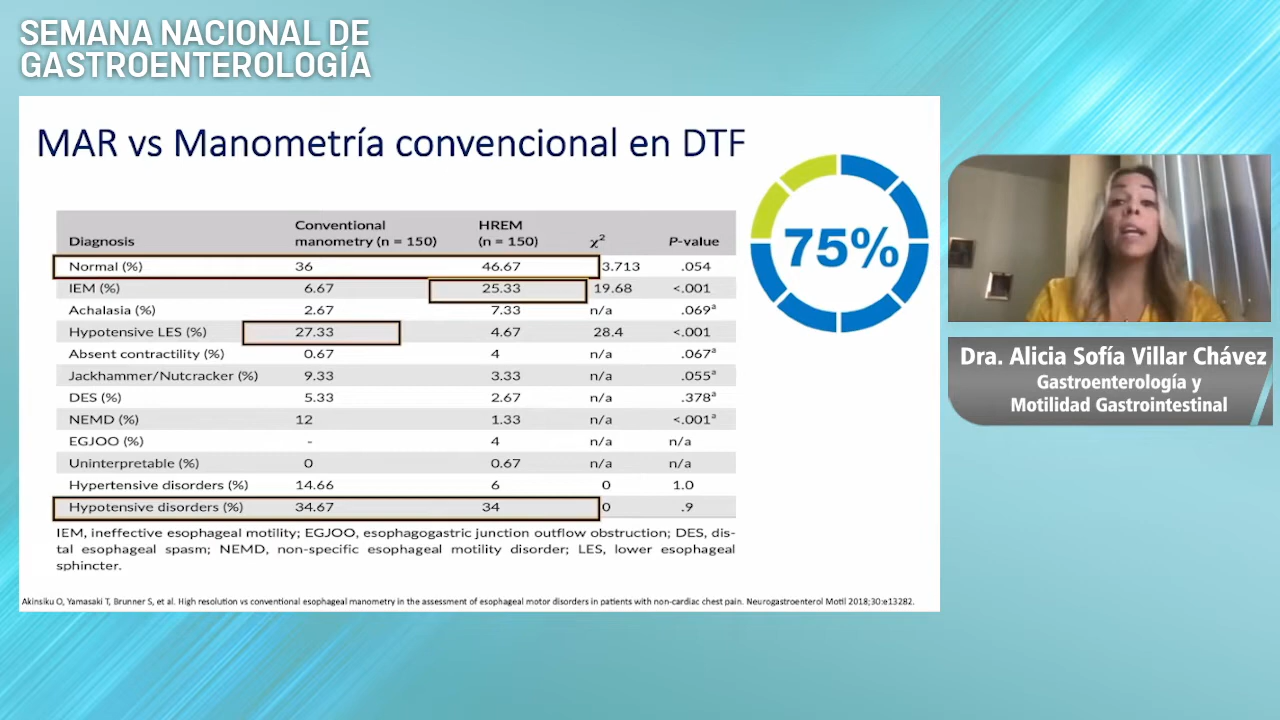 SEMANA NACIONAL DE
GASTROENTEROLOGÍA
MAR vs Manometría convencional en DTF
75%
Diagnosis Conventional manometry (n = 150) HREM (n = 150) χ² P-value
Normal (%) 36 46.67 3.713 .054
IEM (%) 6.67 25.33 19.68 <.001
Achalasia (%) 2.67 7.33 n/a .069ª
Hypotensive LES (%) 27.33 4.67 28.4 <.001
Absent contractility (%) 0.67 4 n/a .067ª
Jackhammer/Nutcracker (%) 9.33 3.33 n/a .055ª
DES (%) 5.33 2.67 n/a .378ª
NEMD (%) 12 1.33 n/a <.001ª
EGJOO (%) - 4 n/a n/a
Uninterpretable (%) 0 0.67 n/a n/a
Hypertensive disorders (%) 14.66 6 0 1.0
Hypotensive disorders (%) 34.67 34 0 .9
IEM, ineffective esophageal motility; EGJOO, esophagogastric junction outflow obstruction; DES, dis-
tal esophageal spasm; NEMD, non-specific esophageal motility disorder; LES, lower esophageal
sphincter.
Akinsiku O, Yamasaki T, Brunner S, et al. High resolution vs conventional esophageal manometry in the assessment of esophageal motor disorders in patients with non-cardiac chest pain. Neurogastroenterol Motil 2018;30:e13282.
Dra. Alicia Sofía Villar Chávez
Gastroenterología y
Motilidad Gastrointestinal